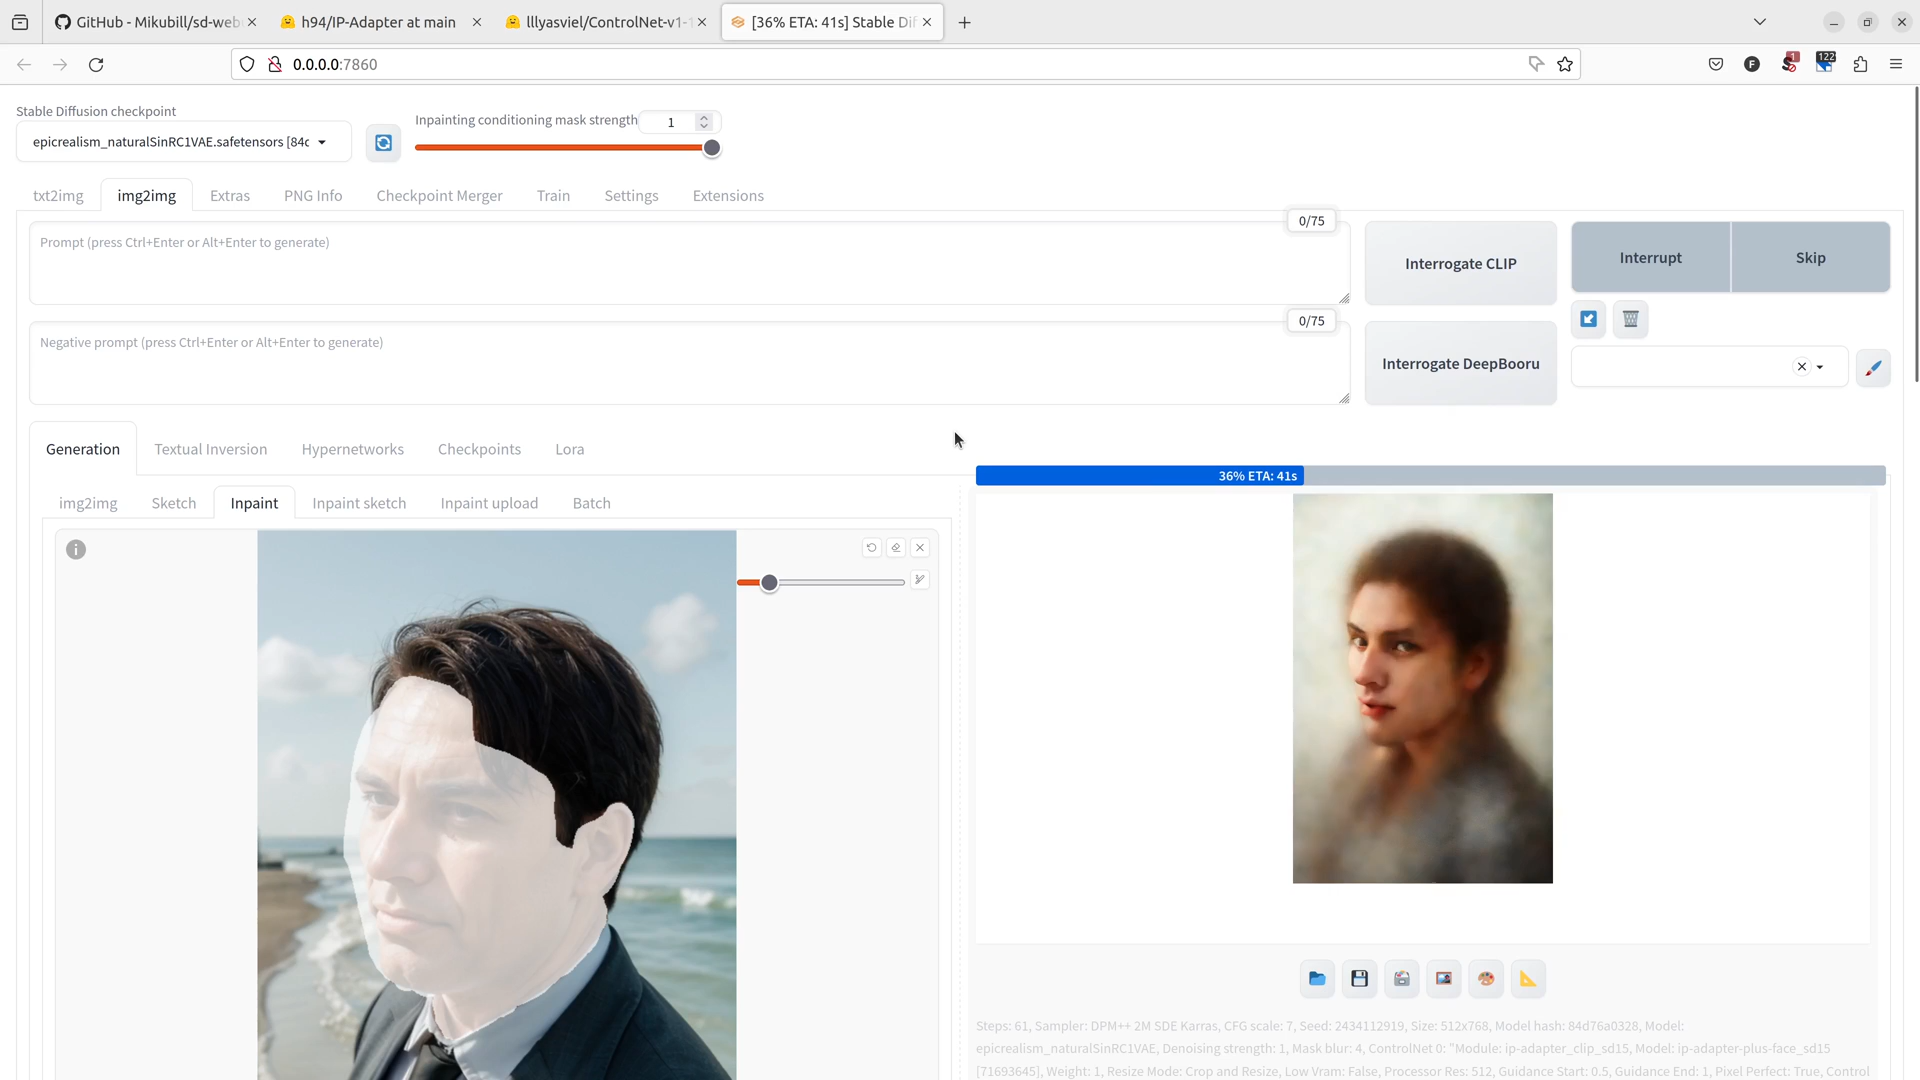 GitHub - Mikubill/sd-web
h94/IP-Adapter at main
lllyasviel/ControlNet-v1-1
[36% ETA: 41s] Stable Dif
0.0.0.0:7860
1
122
Stable Diffusion checkpoint
epicrealism_naturalSinRC1VAE.safetensors [84c
Inpainting conditioning mask strength
1
txt2img
img2img
Extras
PNG Info
Checkpoint Merger
Train
Settings
Extensions
0/75
Prompt (press Ctrl+Enter or Alt+Enter to generate)
Interrogate CLIP
Interrupt
Skip
0/75
Negative prompt (press Ctrl+Enter or Alt+Enter to generate)
Interrogate DeepBooru
Generation
Textual Inversion
Hypernetworks
Checkpoints
Lora
36% ETA: 41s
img2img
Sketch
Inpaint
Inpaint sketch
Inpaint upload
Batch
Steps: 61, Sampler: DPM++ 2M SDE Karras, CFG scale: 7, Seed: 2434112919, Size: 512x768, Model hash: 84d76a0328, Model:
epicrealism_naturalSinRC1VAE, Denoising strength: 1, Mask blur: 4, ControlNet 0: "Module: ip-adapter_clip_sd15, Model: ip-adapter-plus-face_sd15
[71693645], Weight: 1, Resize Mode: Crop and Resize, Low Vram: False, Processor Res: 512, Guidance Start: 0.5, Guidance End: 1, Pixel Perfect: True, Control